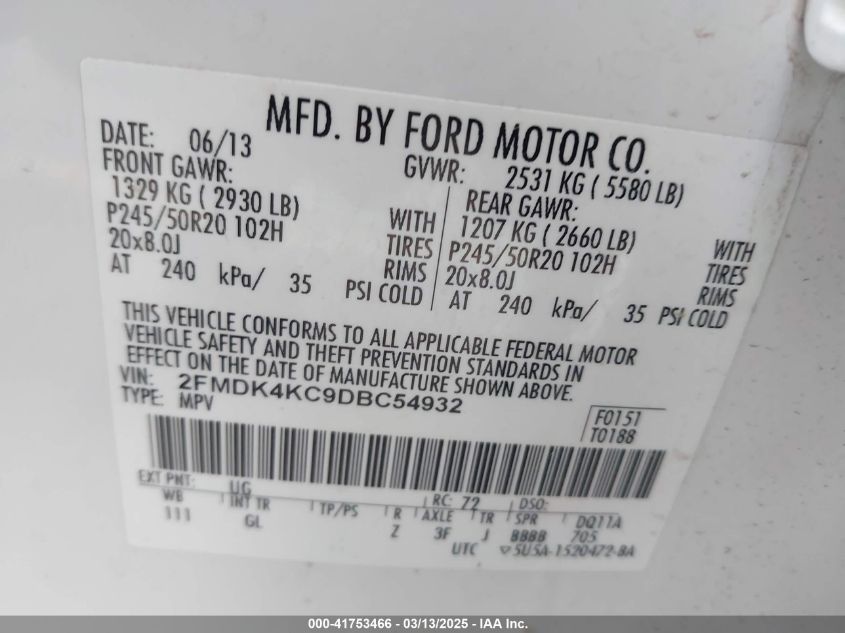 MFD. BY FORD MOTOR CO.
DATE: 06/13 GVWR: 2531 KG ( 5580 LB)
FRONT GAWR: REAR GAWR:
1329 KG ( 2930 LB) WITH 1207 KG ( 2660 LB) WITH
P245/50R20 102H TIRES P245/50R20 102H TIRES
20x8.0J RIMS 20x8.0J RIMS
AT 240 kPa/ 35 PSI COLD AT 240 kPa/ 35 PSI COLD
THIS VEHICLE CONFORMS TO ALL APPLICABLE FEDERAL MOTOR
VEHICLE SAFETY AND THEFT PREVENTION STANDARDS IN
EFFECT ON THE DATE OF MANUFACTURE SHOWN ABOVE.
VIN: 2FMDK4KC9DBC54932
TYPE: MPV
F0151
T0188
EXT PNT: UG RC: 72 DSO:
WB INT TR TP/PS R AXLE TR SPR DQ11A
111 GL Z 3F J BBBB 705
UTC 5U5A-1520472-BA
000-41753466 - 03/13/2025 - IAA Inc.